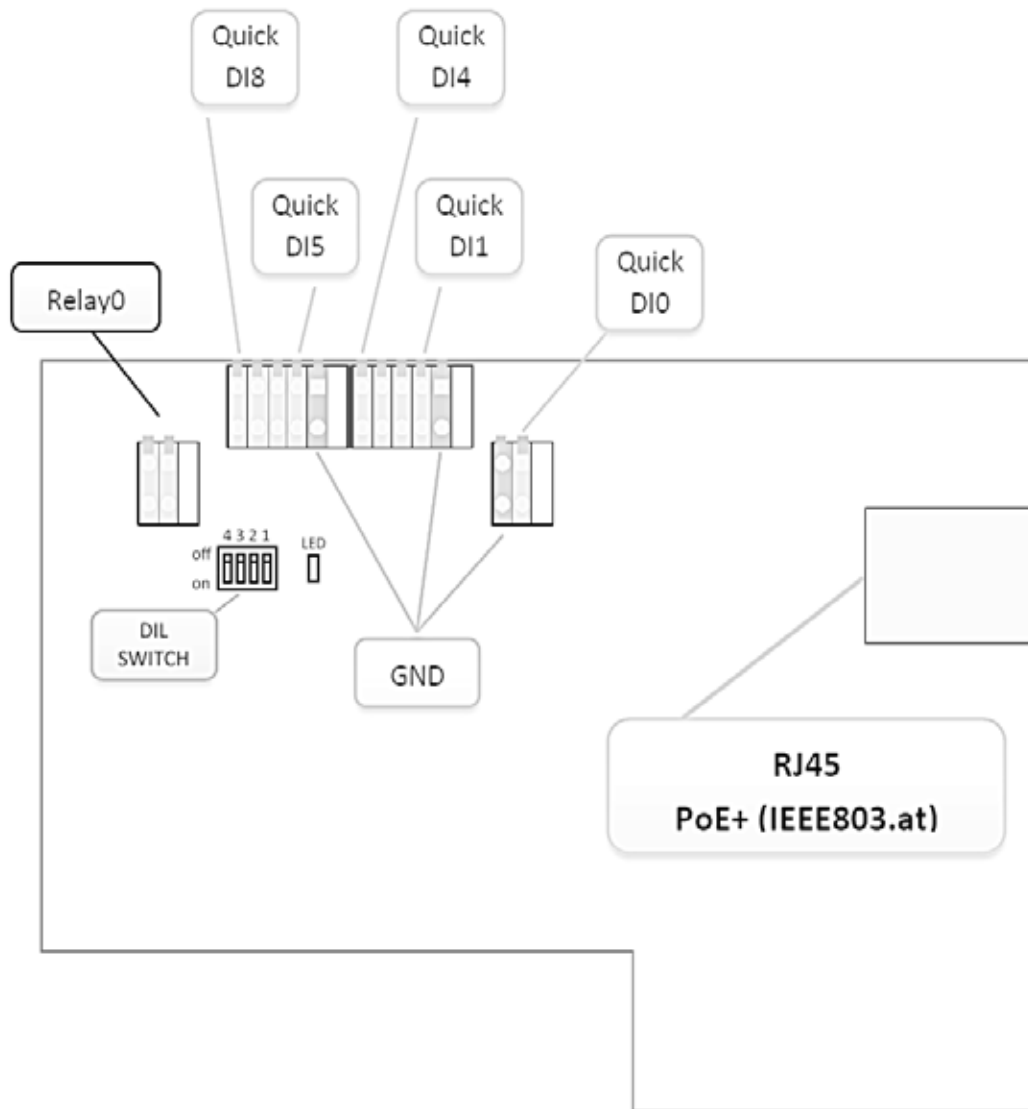 Quick
DI8
Quick
DI4
Quick
DI5
Quick
DI1
Quick
DI0
Relay0
4 3 2 1
off
on
LED
DIL
SWITCH
GND
RJ45
PoE+ (IEEE803.at)